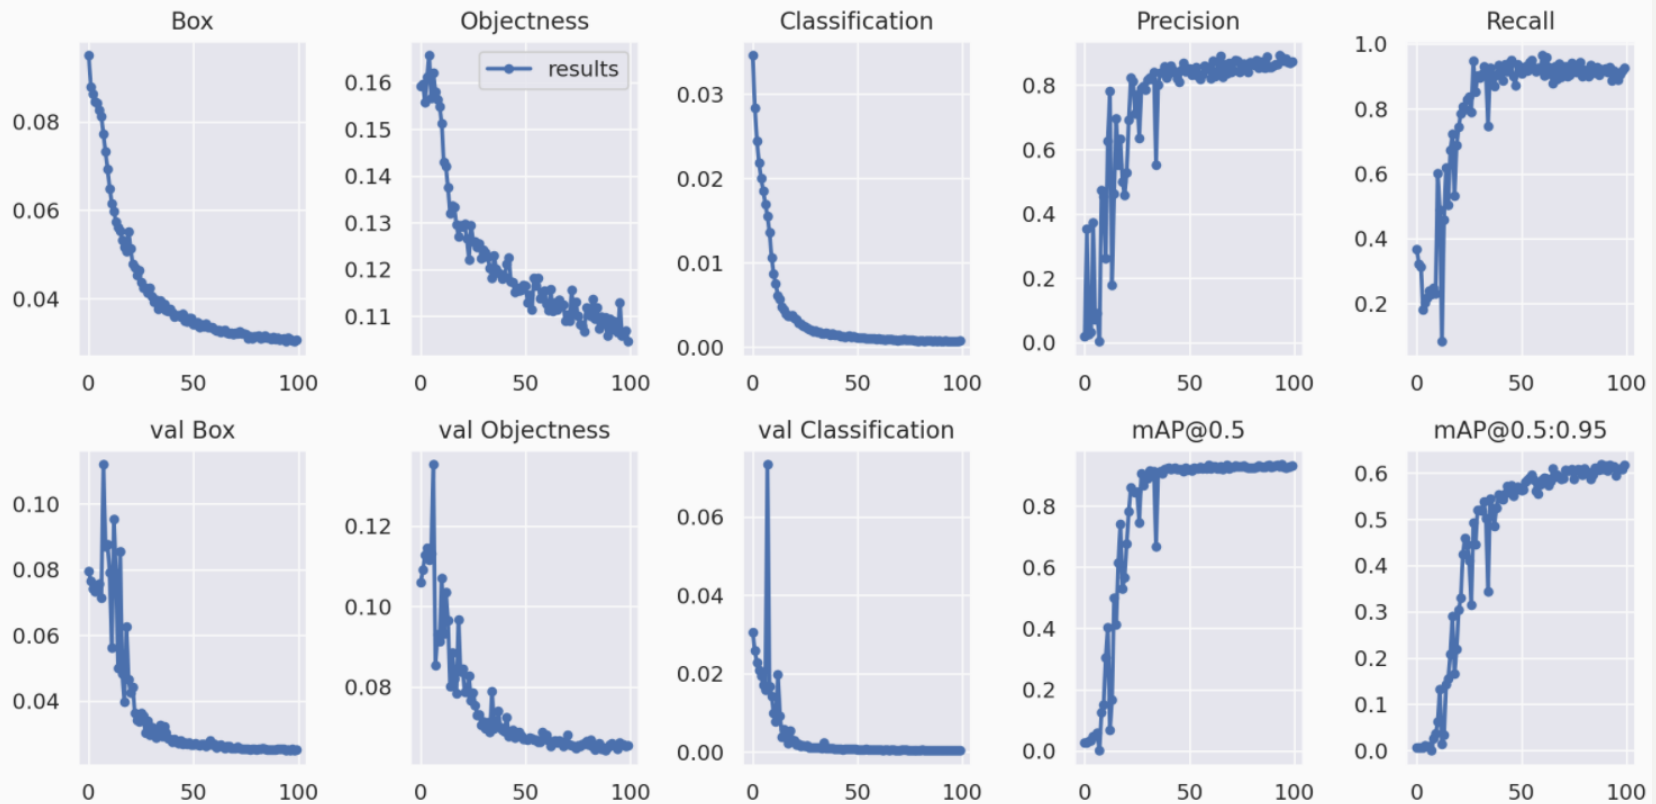 Box
0.08
0.06
0.04
0 50 100
Objectness
results
0.16
0.15
0.14
0.13
0.12
0.11
0 50 100
Classification
0.03
0.02
0.01
0.00
0 50 100
Precision
0.8
0.6
0.4
0.2
0.0
0 50 100
Recall
1.0
0.8
0.6
0.4
0.2
0 50 100
val Box
0.10
0.08
0.06
0.04
0 50 100
val Objectness
0.12
0.10
0.08
0 50 100
val Classification
0.06
0.04
0.02
0.00
0 50 100
mAP@0.5
0.8
0.6
0.4
0.2
0.0
0 50 100
mAP@0.5:0.95
0.6
0.5
0.4
0.3
0.2
0.1
0.0
0 50 100